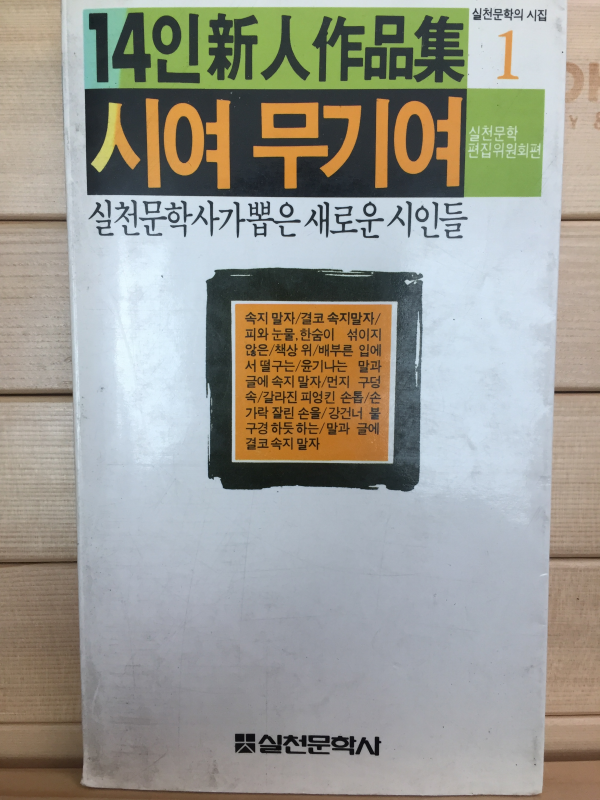 실천문학의 시집
1
14인 新人作品集
시여 무기여
실천문학
편집위원회편
실천문학사가 뽑은 새로운 시인들
속지 말자/결코 속지말자/
피와 눈물, 한숨이 섞이지
않은/책상 위/배부른 입에
서 떨구는/윤기나는 말과
글에 속지 말자/먼지 구덩
속/갈라진 피엉킨 손톱/손
가락 잘린 손을/강건너 불
구경 하듯 하는/말과 글에
결코 속지 말자
실천문학사